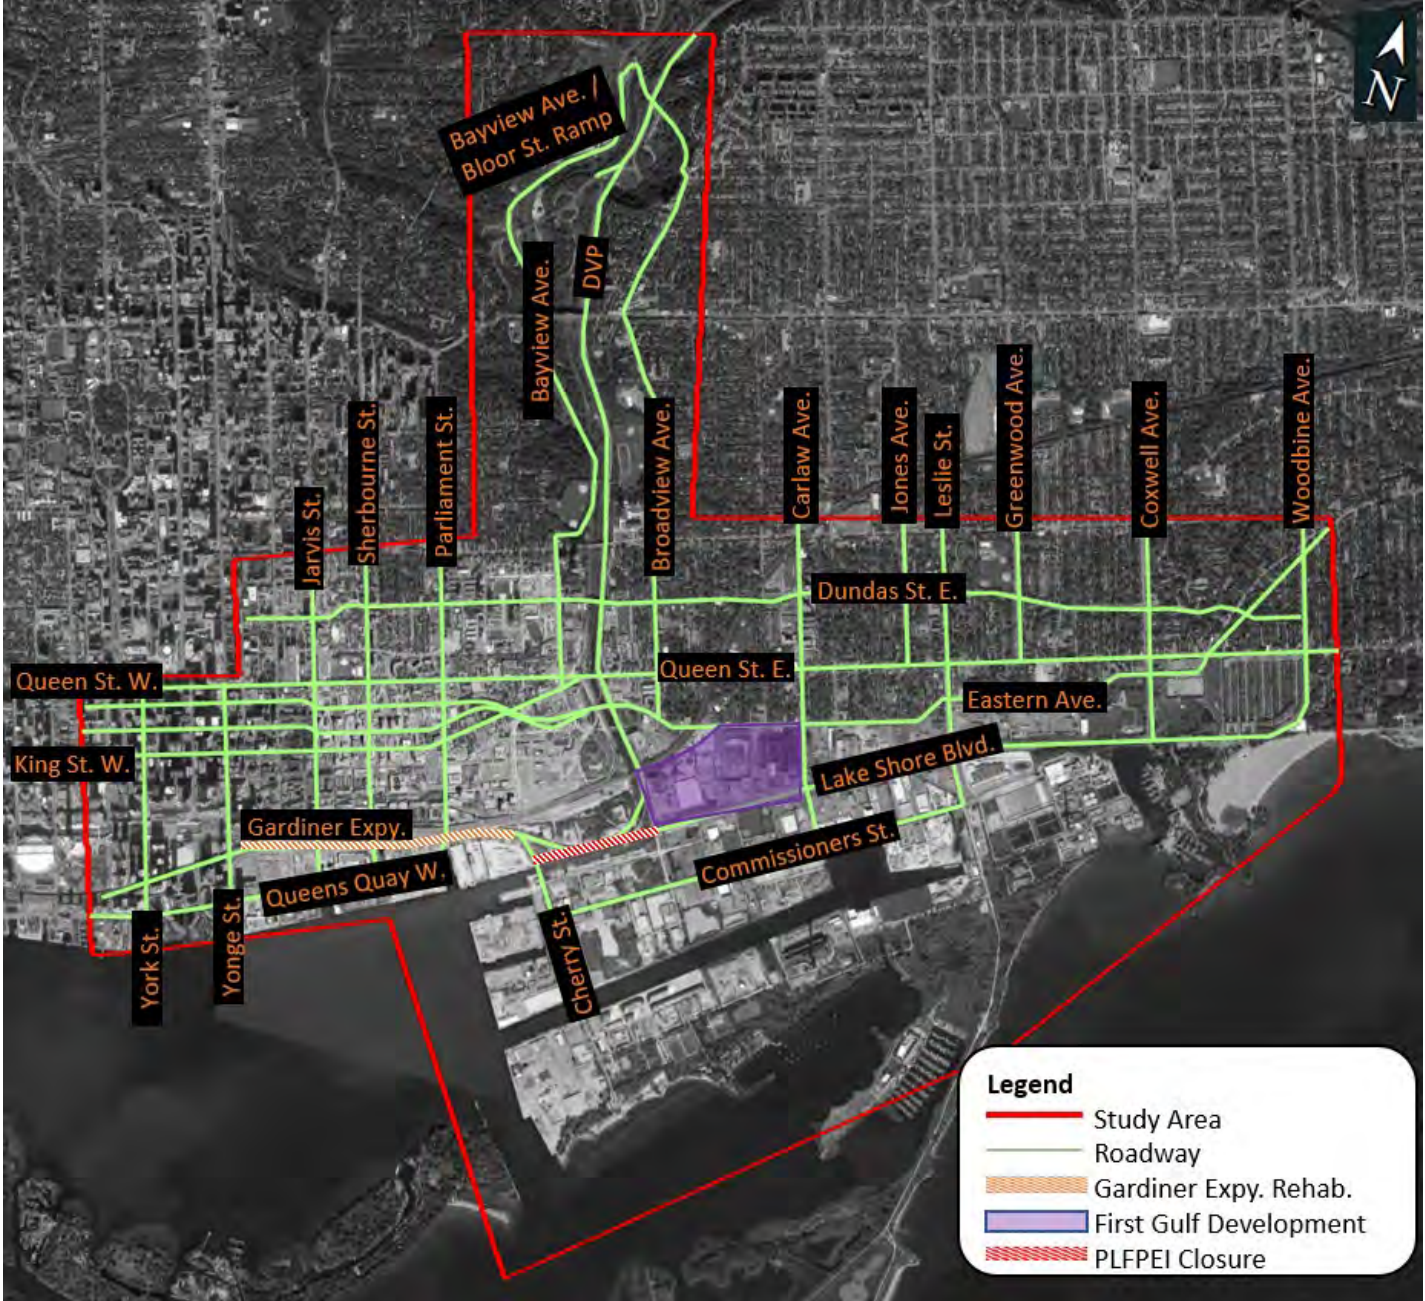 N
Bayview Ave. /
Bloor St. Ramp
DVP
Bayview Ave.
Broadview Ave.
Jarvis St.
Sherbourne St.
Parliament St.
Carlaw Ave.
Jones Ave.
Leslie St.
Greenwood Ave.
Coxwell Ave.
Woodbine Ave.
Dundas St. E.
Queen St. W.
Queen St. E.
Eastern Ave.
King St. W.
Lake Shore Blvd.
Gardiner Expy.
Commissioners St.
Queens Quay W.
York St.
Yonge St.
Cherry St.
Legend
Study Area
Roadway
Gardiner Expy. Rehab.
First Gulf Development
PLFPEI Closure